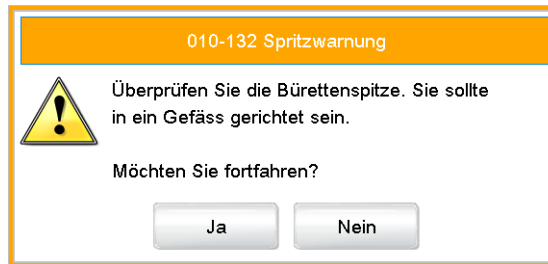 010-132 Spritzwarnung
Überprüfen Sie die Bürettenspitze. Sie sollte
in ein Gefäss gerichtet sein.
Möchten Sie fortfahren?
Ja
Nein